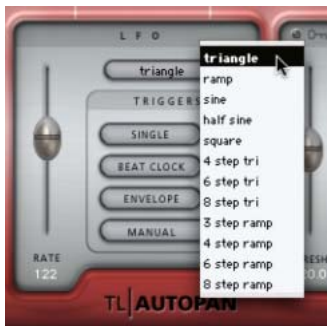 LFO
triangle
TRIGGERS
SINGLE
BEAT CLOCK
ENVELOPE
MANUAL
RATE
122
TL|AUTOPAN
triangle
ramp
sine
half sine
square
4 step tri
6 step tri
8 step tri
3 step ramp
4 step ramp
6 step ramp
8 step ramp